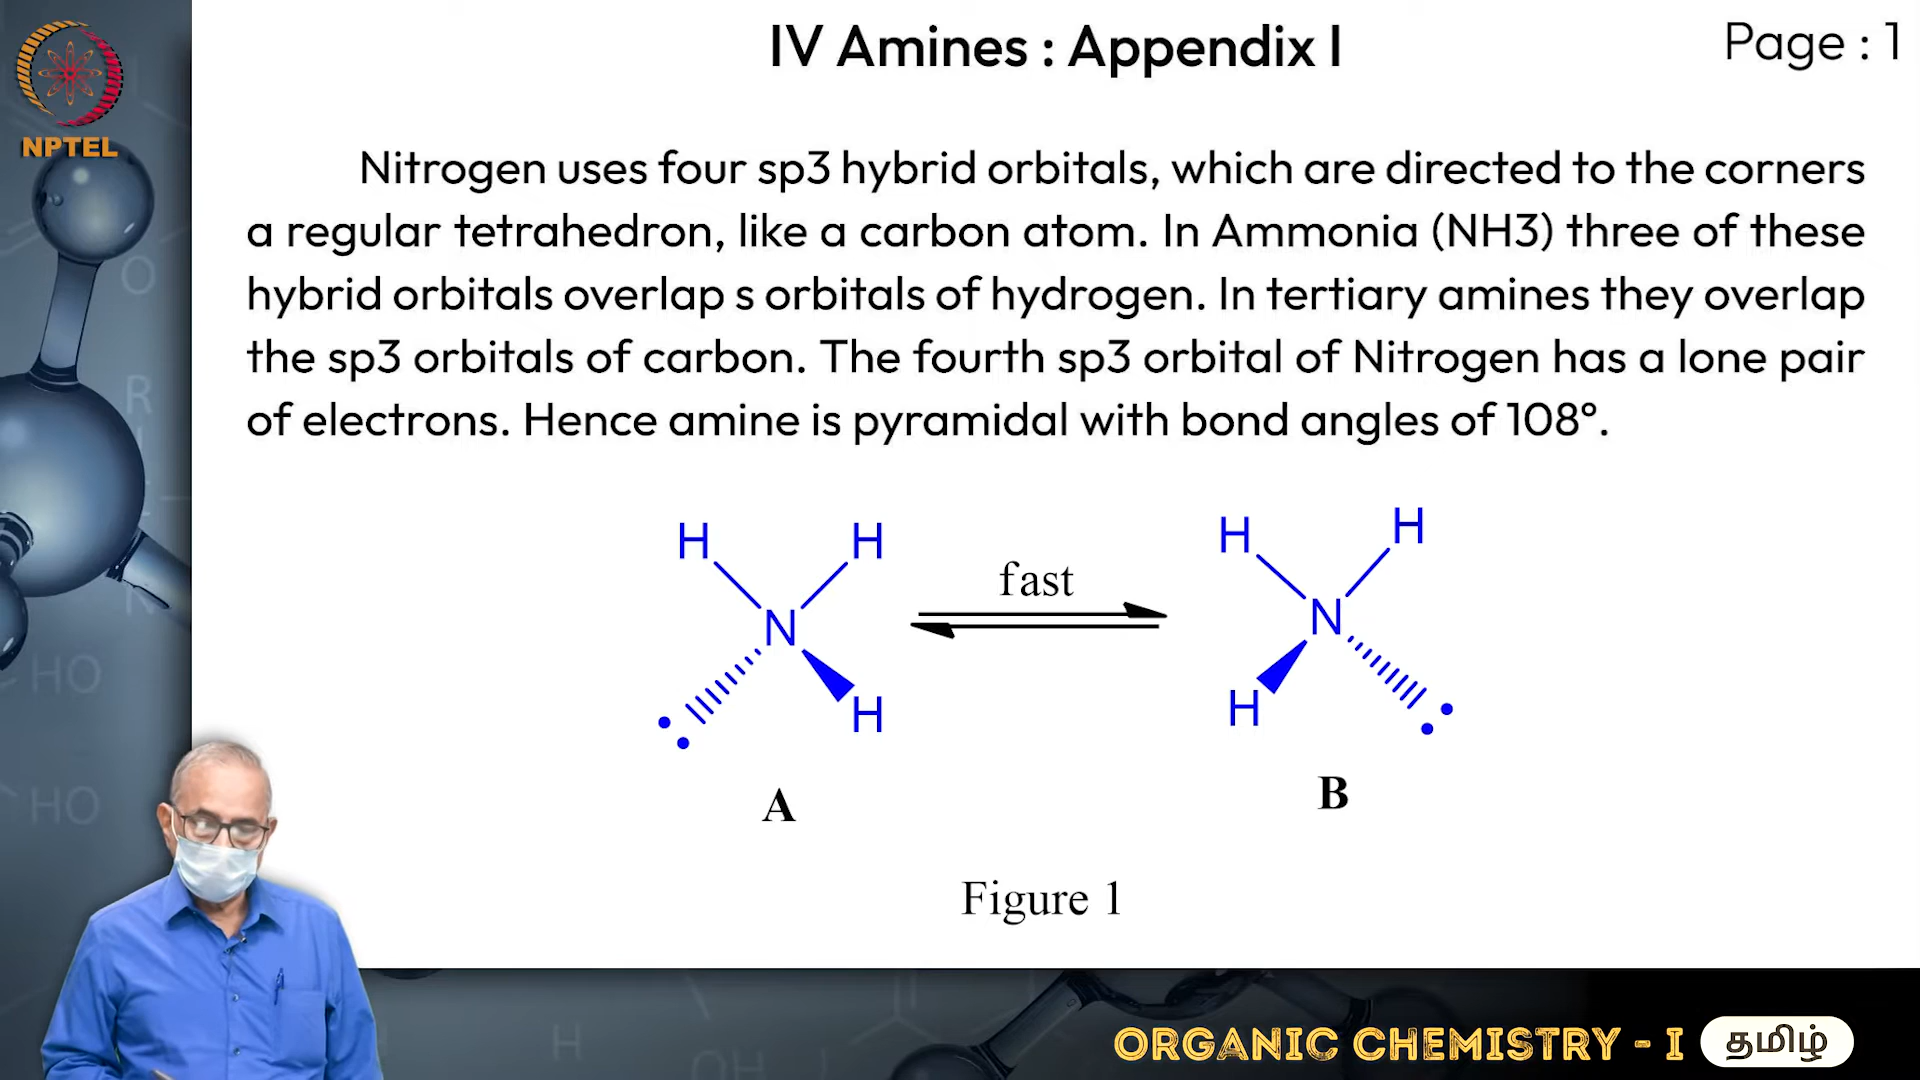 IV Amines : Appendix I
Page : 1
NPTEL
Nitrogen uses four sp3 hybrid orbitals, which are directed to the corners
a regular tetrahedron, like a carbon atom. In Ammonia (NH3) three of these
hybrid orbitals overlap s orbitals of hydrogen. In tertiary amines they overlap
the sp3 orbitals of carbon. The fourth sp3 orbital of Nitrogen has a lone pair
of electrons. Hence amine is pyramidal with bond angles of 108°.
H H
N
H
fast
H H
N
H
A
B
Figure 1
O
R
N
HO
HO
H
OH
ORGANIC CHEMISTRY - I தமிழ்